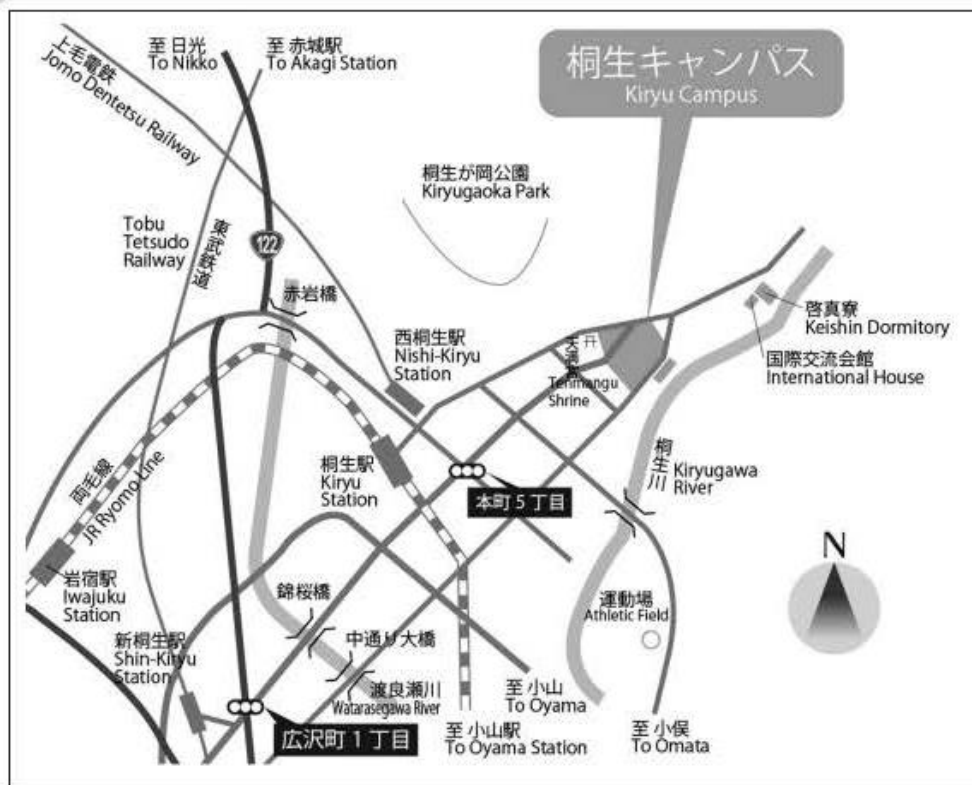 上毛電鉄
Jomo Dentetsu Railway
至 日光
To Nikko
至 赤城駅
To Akagi Station
桐生キャンパス
Kiryu Campus
桐生が岡公園
Kiryugaoka Park
Tobu
Tetsudo
Railway
東武鉄道
122
赤岩橋
西桐生駅
Nishi-Kiryu
Station
天満宮
Tenmangu
Shrine
啓真寮
Keishin Dormitory
国際交流会館
International House
両毛線
JR Ryomo Line
桐生駅
Kiryu
Station
本町 5 丁目
桐生川
Kiryugawa
River
N
岩宿駅
Iwajuku
Station
錦桜橋
運動場
Athletic Field
新桐生駅
Shin-Kiryu
Station
中通り大橋
渡良瀬川
Watarasegawa River
広沢町 1 丁目
至 小山
To Oyama
至 小山駅
To Oyama Station
至 小俣
To Omata